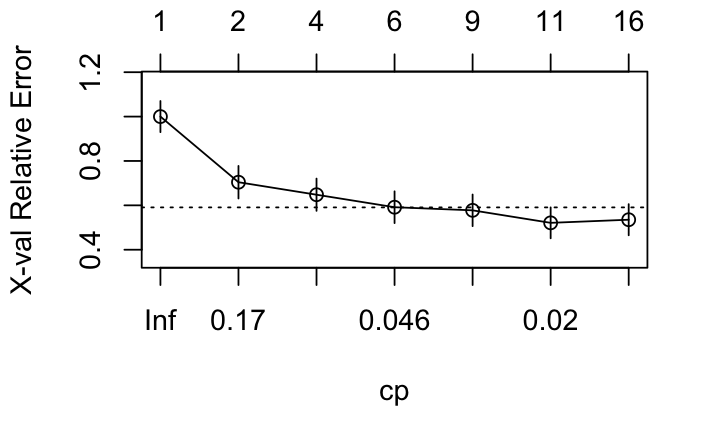 1 2 4 6 9 11 16
X-val Relative Error
1.2
0.8
0.4
Inf 0.17 0.046 0.02
cp